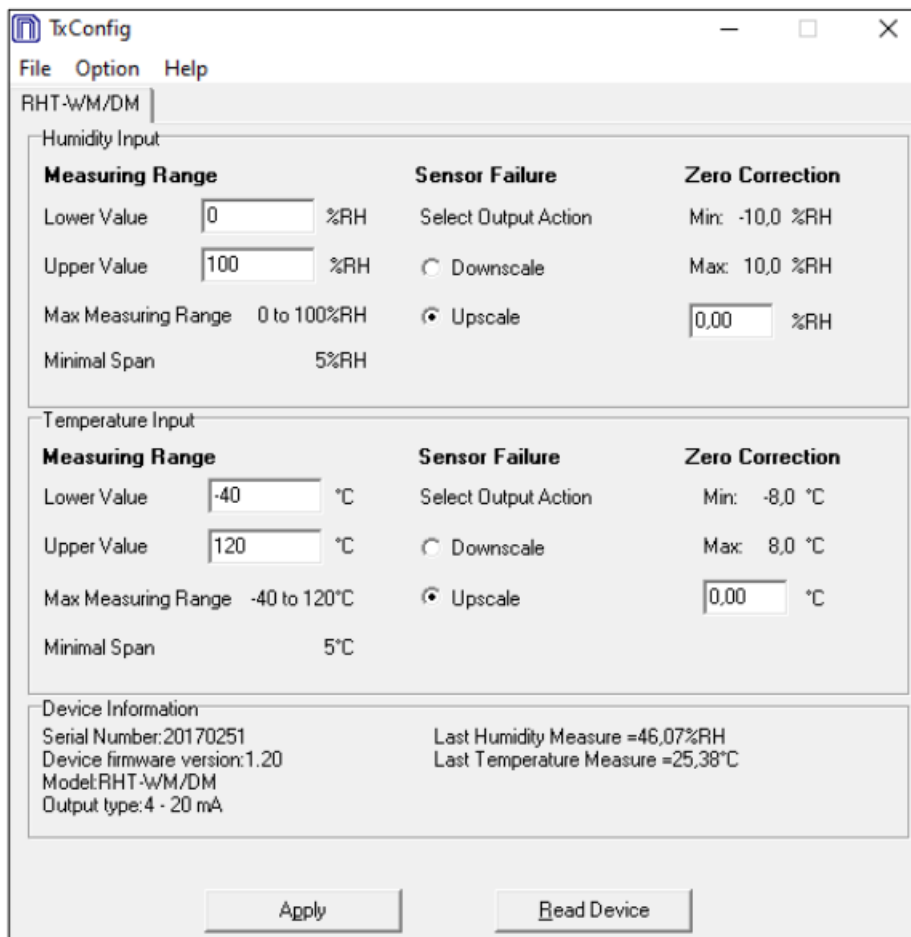 TxConfig
File Option Help
RHT-WM/DM
Humidity Input
Measuring Range Sensor Failure Zero Correction
Lower Value 0 %RH Select Output Action Min: -10,0 %RH
Upper Value 100 %RH Downscale Max: 10,0 %RH
Max Measuring Range 0 to 100%RH Upscale 0,00 %RH
Minimal Span 5%RH
Temperature Input
Measuring Range Sensor Failure Zero Correction
Lower Value -40 °C Select Output Action Min: -8,0 °C
Upper Value 120 °C Downscale Max: 8,0 °C
Max Measuring Range -40 to 120°C Upscale 0,00 °C
Minimal Span 5°C
Device Information
Serial Number:20170251 Last Humidity Measure =46,07%RH
Device firmware version:1.20 Last Temperature Measure =25,38°C
Model:RHT-WM/DM
Output type:4 - 20 mA
Apply Read Device